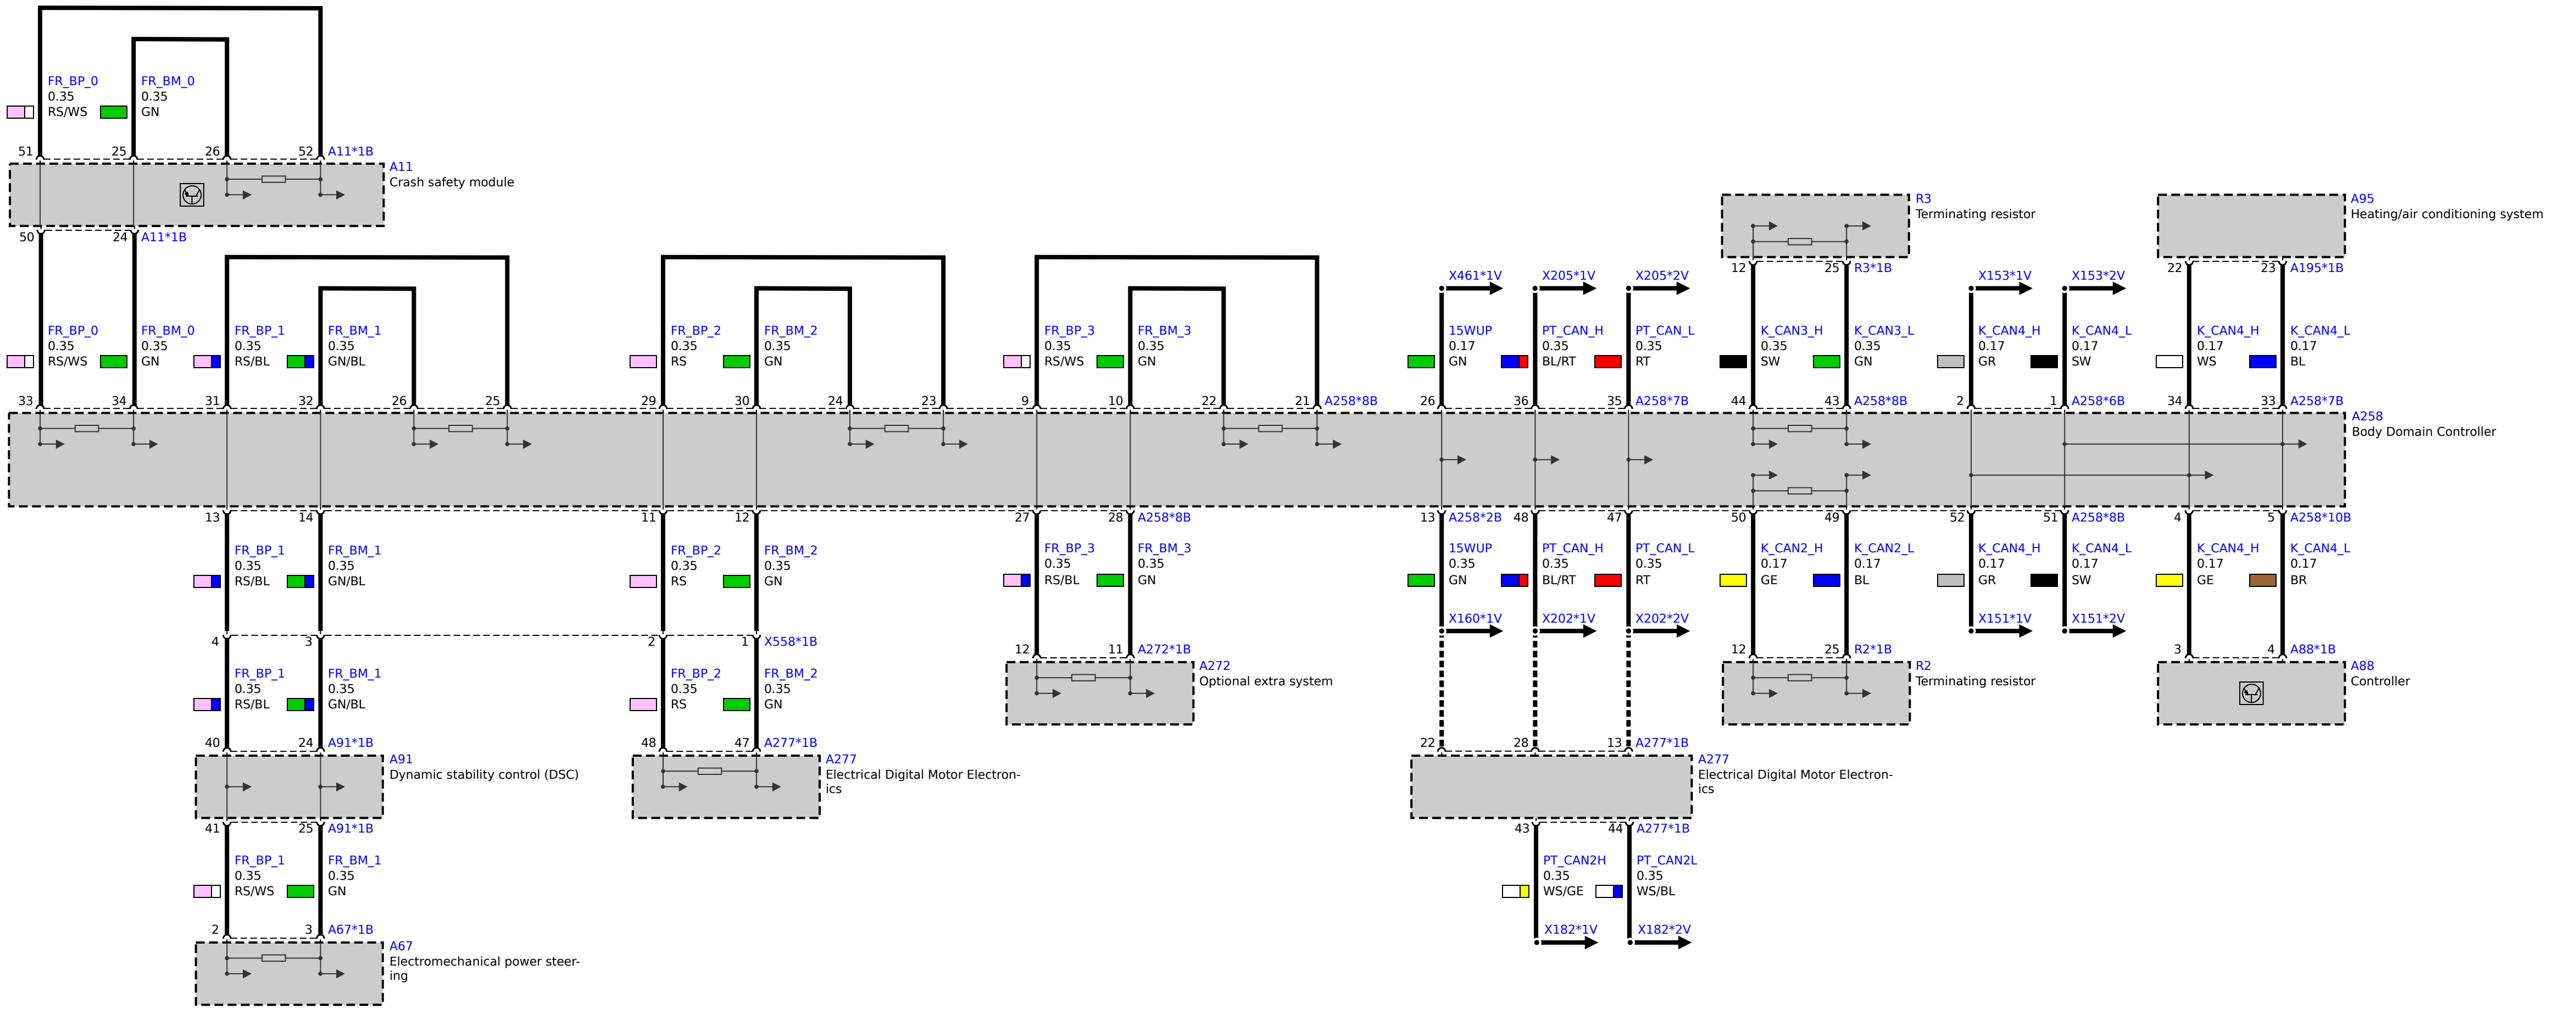 FR_BP_0 FR_BM_0
0.35 0.35
RS/WS GN
51 25 26 52 A11*1B
A11
Crash safety module
50 24 A11*1B
R3
Terminating resistor
A95
Heating/air conditioning system
12 25 R3*1B 22 23 A195*1B
X461*1V X205*1V X205*2V X153*1V X153*2V
FR_BP_0 FR_BM_0 FR_BP_1 FR_BM_1 FR_BP_2 FR_BM_2 FR_BP_3 FR_BM_3 15WUP PT_CAN_H PT_CAN_L K_CAN3_H K_CAN3_L K_CAN4_H K_CAN4_L K_CAN4_H K_CAN4_L
0.35 0.35 0.35 0.35 0.35 0.35 0.35 0.35 0.17 0.35 0.35 0.35 0.35 0.17 0.17 0.17 0.17
RS/WS GN RS/BL GN/BL RS GN RS/WS GN GN BL/RT RT SW GN GR SW WS BL
33 34 31 32 26 25 29 30 24 23 9 10 22 21 A258*8B 26 36 35 A258*7B 44 43 A258*8B 2 1 A258*6B 34 33 A258*7B
A258
Body Domain Controller
13 14 11 12 27 28 A258*8B 13 A258*2B 48 47 50 49 52 51 A258*8B 4 5 A258*10B
FR_BP_1 FR_BM_1 FR_BP_2 FR_BM_2 FR_BP_3 FR_BM_3 15WUP PT_CAN_H PT_CAN_L K_CAN2_H K_CAN2_L K_CAN4_H K_CAN4_L K_CAN4_H K_CAN4_L
0.35 0.35 0.35 0.35 0.35 0.35 0.35 0.35 0.35 0.17 0.17 0.17 0.17 0.17 0.17
RS/BL GN/BL RS GN RS/BL GN GN BL/RT RT GE BL GR SW GE BR
X160*1V X202*1V X202*2V X151*1V X151*2V
4 3 2 1 X558*1B
12 11 A272*1B 12 25 R2*1B 3 4 A88*1B
A272
Optional extra system
R2
Terminating resistor
A88
Controller
FR_BP_1 FR_BM_1 FR_BP_2 FR_BM_2
0.35 0.35 0.35 0.35
RS/BL GN/BL RS GN
40 24 A91*1B 48 47 A277*1B 22 28 13 A277*1B
A91
Dynamic stability control (DSC)
A277
Electrical Digital Motor Electron-
ics
A277
Electrical Digital Motor Electron-
ics
41 25 A91*1B 43 44 A277*1B
FR_BP_1 FR_BM_1 PT_CAN2H PT_CAN2L
0.35 0.35 0.35 0.35
RS/WS GN WS/GE WS/BL
2 3 A67*1B X182*1V X182*2V
A67
Electromechanical power steer-
ing